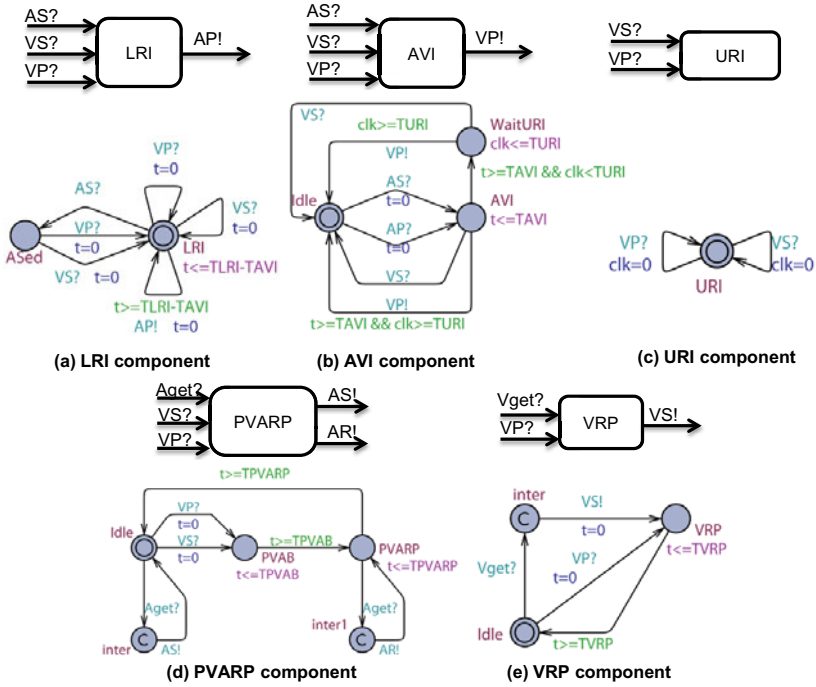 AS?
VS?
VP?
LRI
AP!
AS?
VS?
VP?
AVI
VP!
VS?
VP?
URI
VP?
t=0
AS?
VP?
t=0
VS?
t=0
VS?
t=0
ASed
LRI
t<=TLRI-TAVI
t>=TLRI-TAVI
AP!
t=0
(a) LRI component
VS?
clk>=TURI
VP!
WaitURI
clk<=TURI
t>=TAVI && clk<TURI
Idle
AS?
t=0
AP?
t=0
AVI
t<=TAVI
VS?
VP!
t>=TAVI && clk>=TURI
(b) AVI component
VP?
clk=0
VS?
clk=0
URI
(c) URI component
Aget?
VS?
VP?
PVARP
AS!
AR!
t>=TPVARP
Idle
VP?
t=0
VS?
t=0
t>=TPVAB
PVAB
t<=TPVAB
PVARP
t<=TPVARP
Aget?
inter
C
AS!
Aget?
inter1
C
AR!
(d) PVARP component
Vget?
VP?
VRP
VS!
inter
C
VS!
t=0
VRP
t<=TVRP
Vget?
VP?
t=0
Idle
t>=TVRP
(e) VRP component